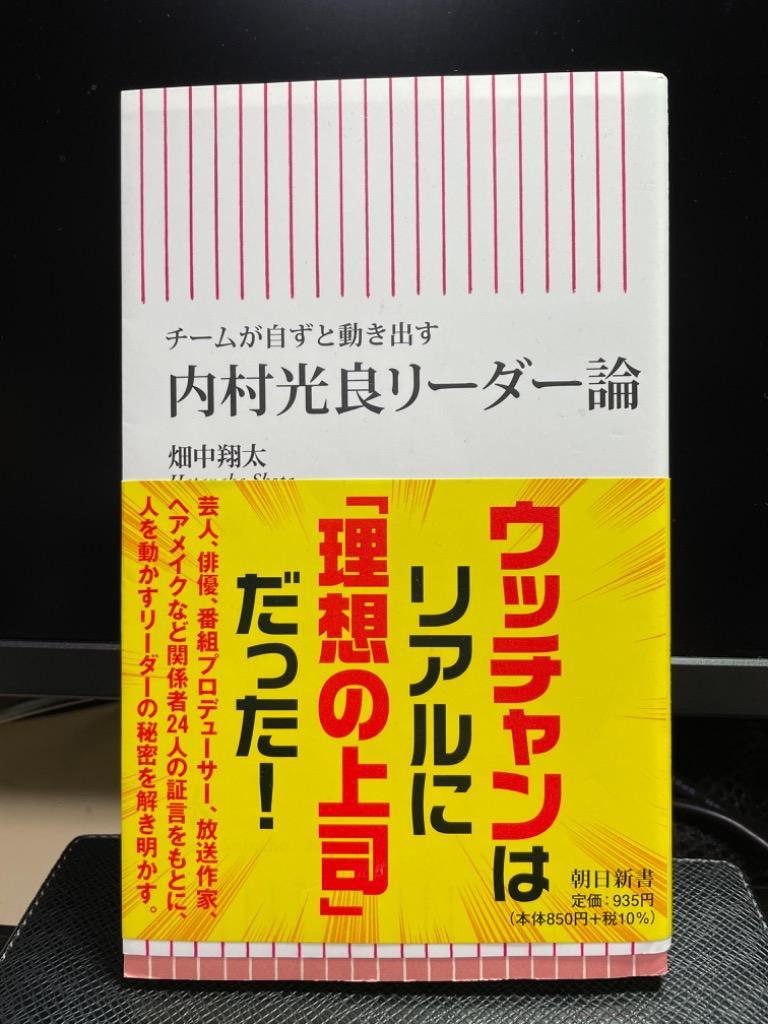 チームが自ずと動き出す
内村光良リーダー論
畑中翔太
ウッチャンは
リアルに
「理想の上司」
だった！
芸人、俳優、番組プロデューサー、放送作家、
ヘアメイクなど関係者24人の証言をもとに、
人を動かすリーダーの秘密を解き明かす。
朝日新書
定価：935円
（本体850円＋税10%）